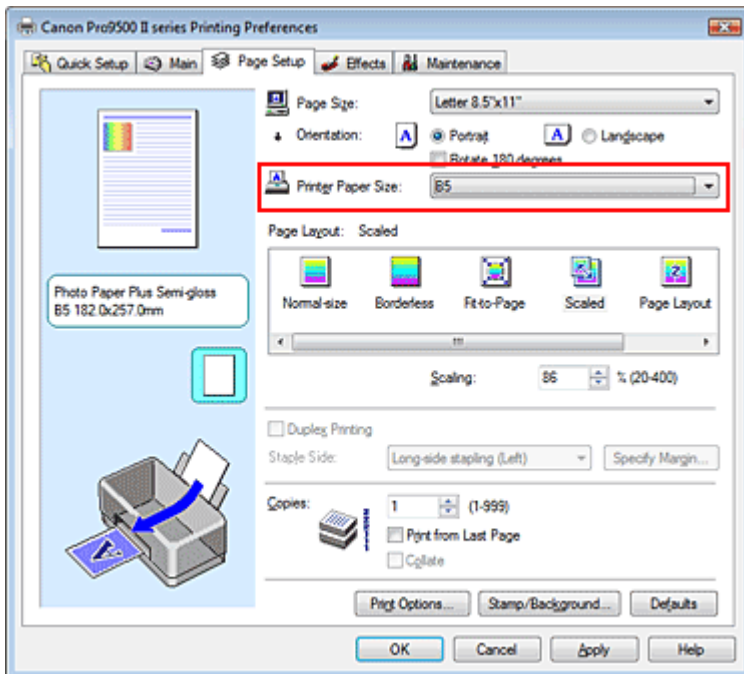 Canon Pro9500 II series Printing Preferences
Quick Setup Main Page Setup Effects Maintenance
Page Size: Letter 8.5"x11"
Orientation: A Portrait A Landscape
Rotate 180 degrees
Printer Paper Size: B5
Page Layout: Scaled
Photo Paper Plus Semi-gloss
B5 182.0x257.0mm
Normal-size Borderless Fit-to-Page Scaled Page Layout
Scaling: 86 % (20-400)
Duplex Printing
Staple Side: Long-side stapling (Left) Specify Margin...
Copies: 1 (1-999)
Print from Last Page
Collate
Print Options... Stamp/Background... Defaults
OK Cancel Apply Help